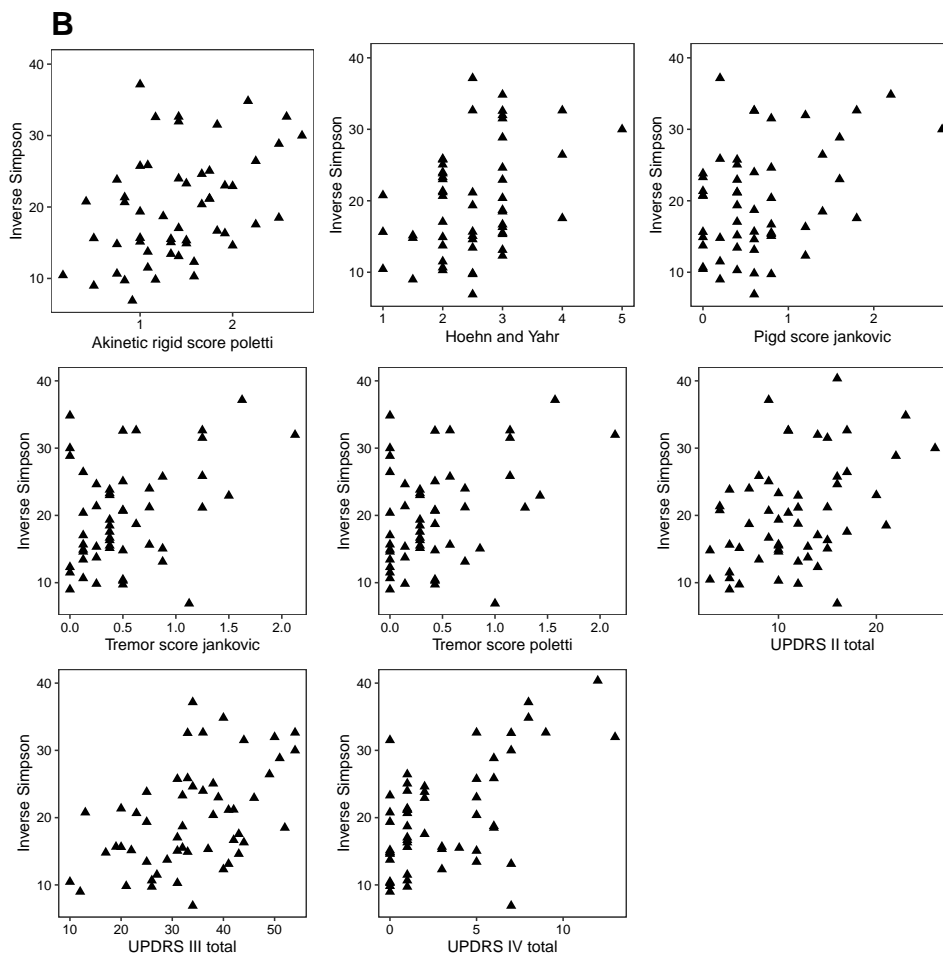 B
Inverse Simpson
40
30
20
10
1 2
Akinetic rigid score poletti
Inverse Simpson
40
30
20
10
1 2 3 4 5
Hoehn and Yahr
Inverse Simpson
40
30
20
10
0 1 2
Pigd score jankovic
Inverse Simpson
40
30
20
10
0.0 0.5 1.0 1.5 2.0
Tremor score jankovic
Inverse Simpson
40
30
20
10
0.0 0.5 1.0 1.5 2.0
Tremor score poletti
Inverse Simpson
40
30
20
10
10 20
UPDRS II total
Inverse Simpson
40
30
20
10
10 20 30 40 50
UPDRS III total
Inverse Simpson
40
30
20
10
0 5 10
UPDRS IV total